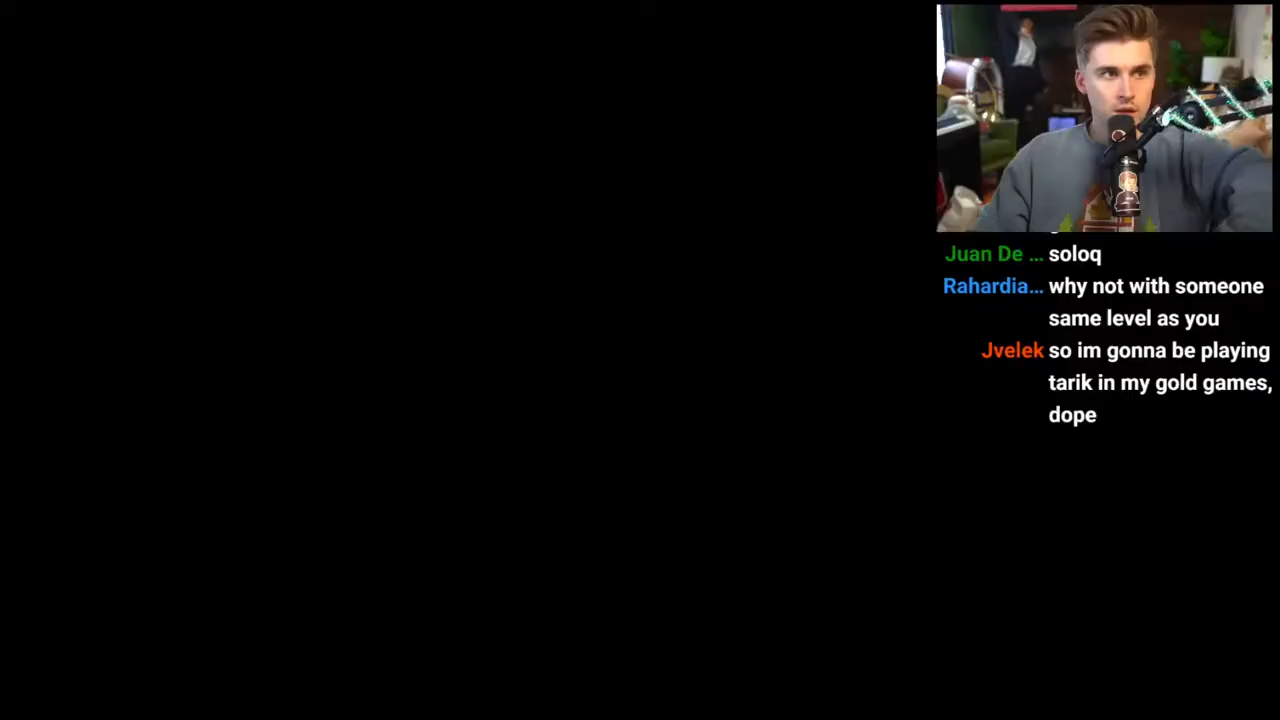 Juan De … soloq
Rahardia… why not with someone
same level as you
Jvelek so im gonna be playing
tarik in my gold games,
dope